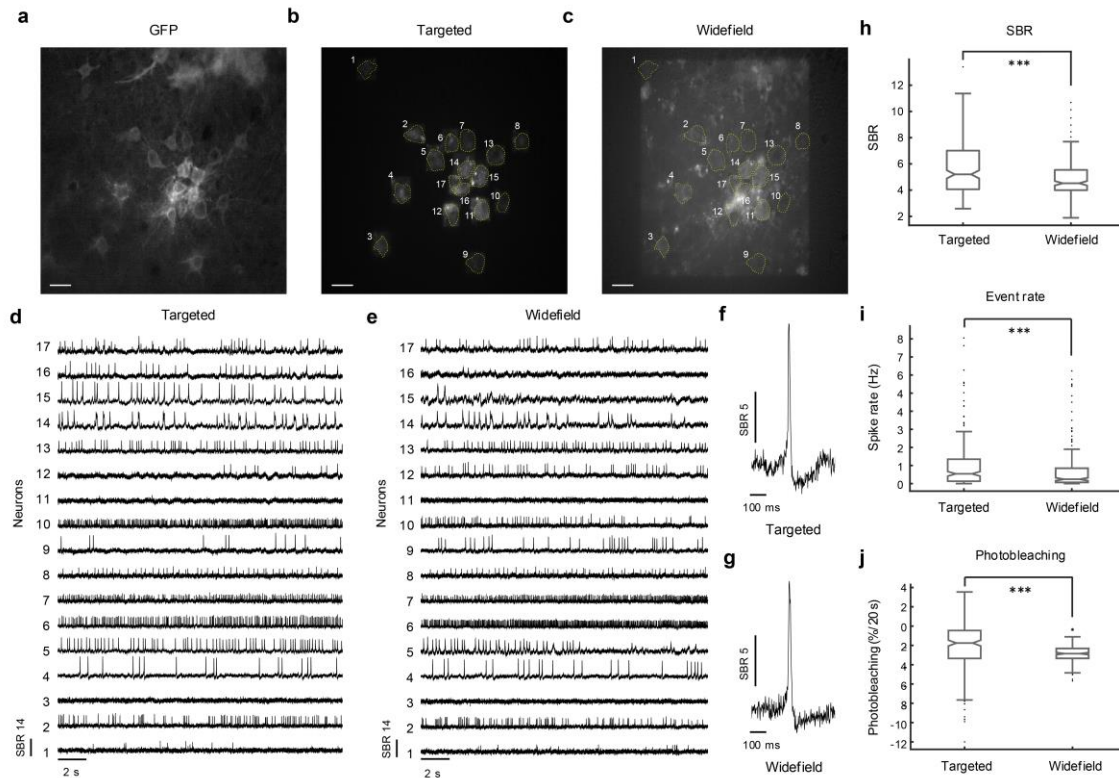 a
GFP
b
Targeted
c
Widefield
1
2
3
4
5
6
7
8
9
10
11
12
13
14
15
16
17
1
2
3
4
5
6
7
8
9
10
11
12
13
14
15
16
17
d
Targeted
Neurons
17
16
15
14
13
12
11
10
9
8
7
6
5
4
3
2
1
SBR 14
2 s
e
Widefield
Neurons
17
16
15
14
13
12
11
10
9
8
7
6
5
4
3
2
1
SBR 14
2 s
f
SBR 5
100 ms
Targeted
g
SBR 5
100 ms
Widefield
h
SBR
***
SBR
12
10
8
6
4
2
Targeted
Widefield
i
Event rate
***
Spike rate (Hz)
8
6
7
6
4
2
2
1
0
Targeted
Widefield
j
Photobleaching
***
Photobleaching (%/ 20 s)
4
2
0
2
4
6
8
-10
-12
Targeted
Widefield